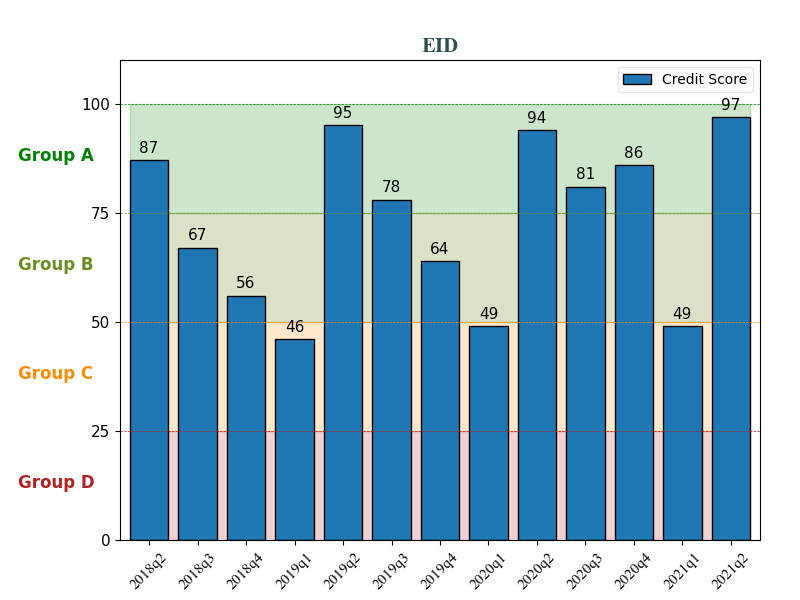 EID
Credit Score
100
75
50
25
0
Group A
Group B
Group C
Group D
87
67
56
46
95
78
64
49
94
81
86
49
97
2018q2
2018q3
2018q4
2019q1
2019q2
2019q3
2019q4
2020q1
2020q2
2020q3
2020q4
2021q1
2021q2